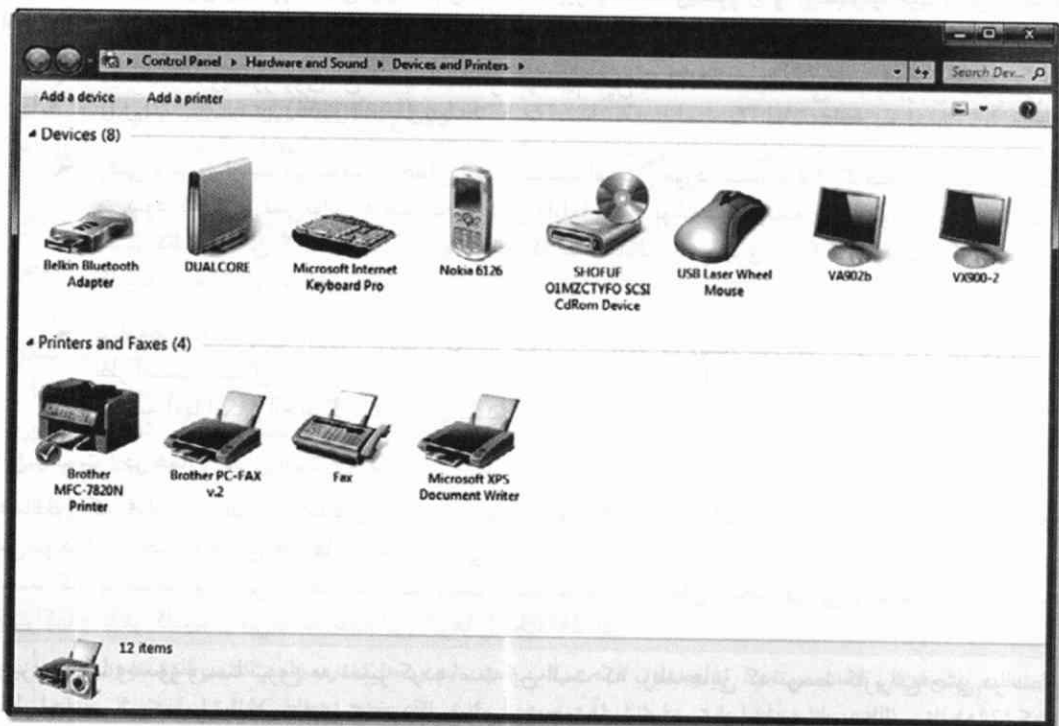 Control Panel ▸ Hardware and Sound ▸ Devices and Printers ▸
Search Dev...
Add a device Add a printer
Devices (8)
Belkin Bluetooth
Adapter
DUALCORE
Microsoft Internet
Keyboard Pro
Nokia 6126
SHOFUF
O1MZCTYFO SCSI
CdRom Device
USB Laser Wheel
Mouse
VA902b
VX900-2
Printers and Faxes (4)
Brother
MFC-7820N
Printer
Brother PC-FAX
v.2
Fax
Microsoft XPS
Document Writer
12 items